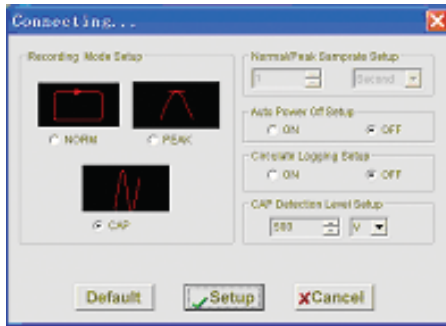 Connecting...
Recording Mode Setup
NORM
PEAK
CAP
Normal/Peak Samprate Setup
1
Second
Auto Power Off Setup
ON
OFF
Circulate Logging Setup
ON
OFF
CAP Detection Level Setup
V
Default
Setup
Cancel